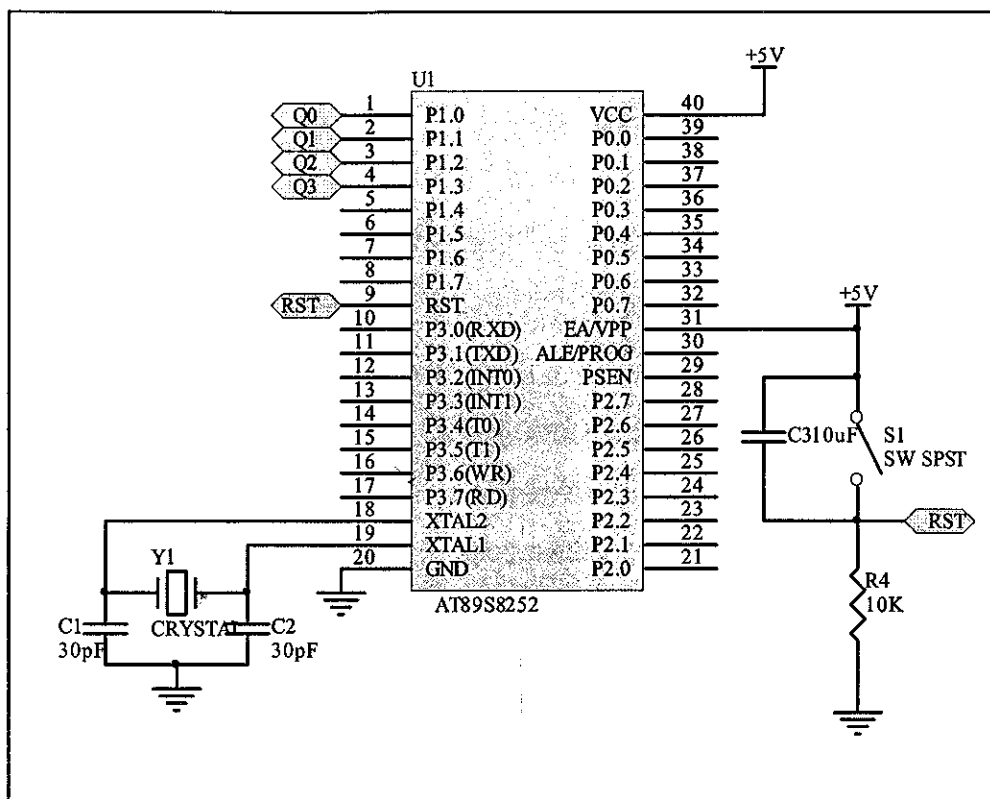 +5V
U1
Q0 1 P1.0 VCC 40
Q1 2 P1.1 P0.0 39
Q2 3 P1.2 P0.1 38
Q3 4 P1.3 P0.2 37
5 P1.4 P0.3 36
6 P1.5 P0.4 35
7 P1.6 P0.5 34
8 P1.7 P0.6 33
RST 9 RST P0.7 32
+5V
10 P3.0(RXD) EA/VPP 31
11 P3.1(TXD) ALE/PROG 30
12 P3.2(INT0) PSEN 29
13 P3.3(INT1) P2.7 28
14 P3.4(T0) P2.6 27
15 P3.5(T1) P2.5 26
16 P3.6(WR) P2.4 25
17 P3.7(RD) P2.3 24
18 XTAL2 P2.2 23
19 XTAL1 P2.1 22
20 GND P2.0 21
AT89S8252
C310uF
S1
SW SPST
RST
R4
10K
Y1
CRYSTAL
C1
30pF
C2
30pF